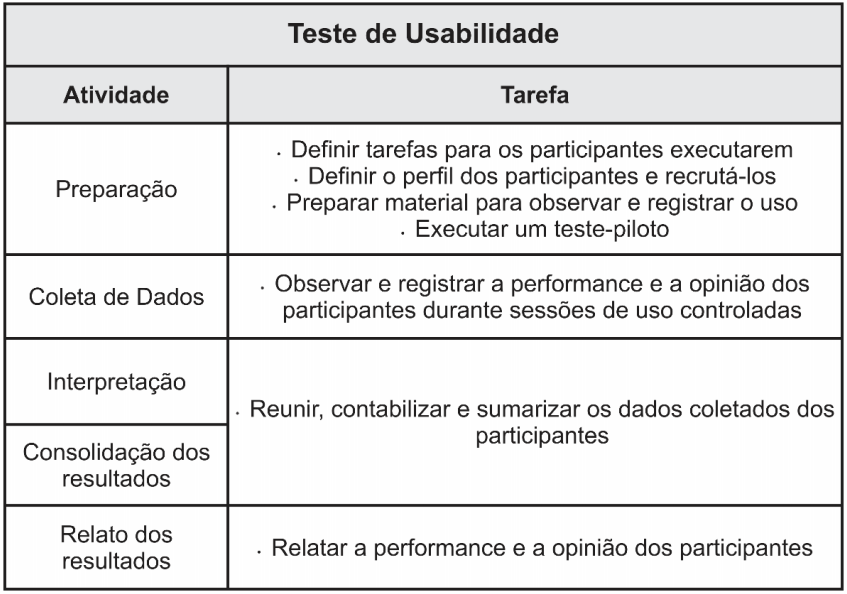 Teste de Usabilidade
Atividade
Tarefa
Preparação
· Definir tarefas para os participantes executarem
· Definir o perfil dos participantes e recrutá-los
· Preparar material para observar e registrar o uso
· Executar um teste-piloto
Coleta de Dados
· Observar e registrar a performance e a opinião dos
participantes durante sessões de uso controladas
Interpretação
Consolidação dos
resultados
· Reunir, contabilizar e sumarizar os dados coletados dos
participantes
Relato dos
resultados
· Relatar a performance e a opinião dos participantes